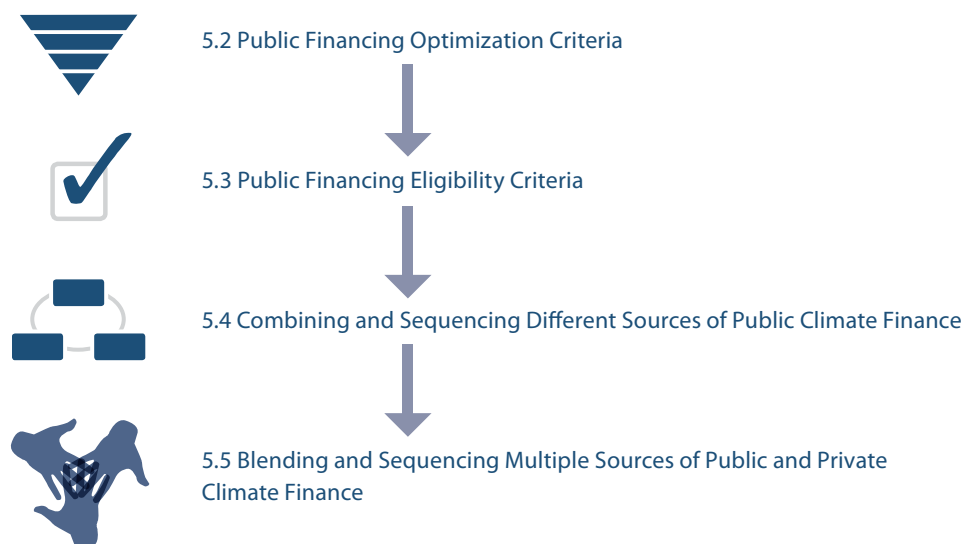 5.2 Public Financing Optimization Criteria
5.3 Public Financing Eligibility Criteria
5.4 Combining and Sequencing Different Sources of Public Climate Finance
5.5 Blending and Sequencing Multiple Sources of Public and Private
Climate Finance